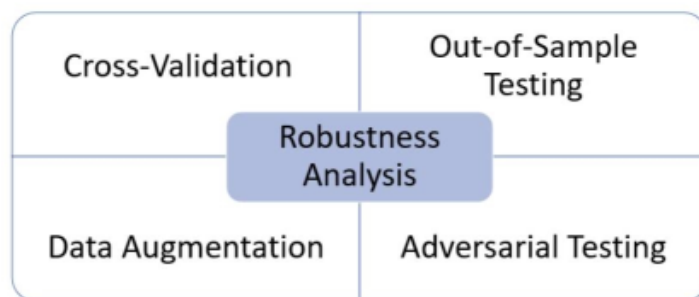 Cross-Validation
Out-of-Sample
Testing
Robustness
Analysis
Data Augmentation
Adversarial Testing